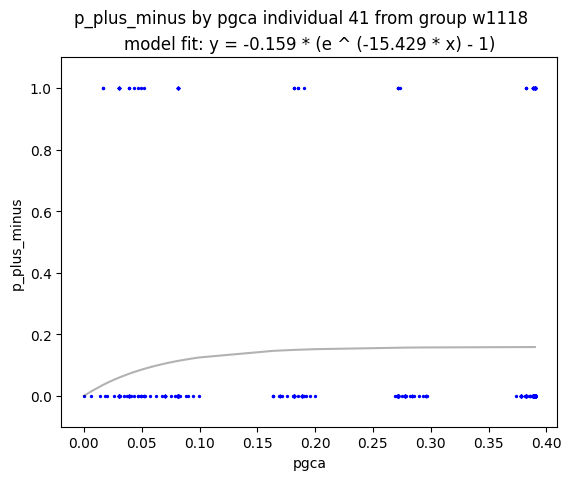 p_plus_minus by pgca individual 41 from group w1118
model fit: y = -0.159 * (e ^ (-15.429 * x) - 1)
1.0
0.8
0.6
0.4
0.2
0.0
p_plus_minus
0.00 0.05 0.10 0.15 0.20 0.25 0.30 0.35 0.40
pgca